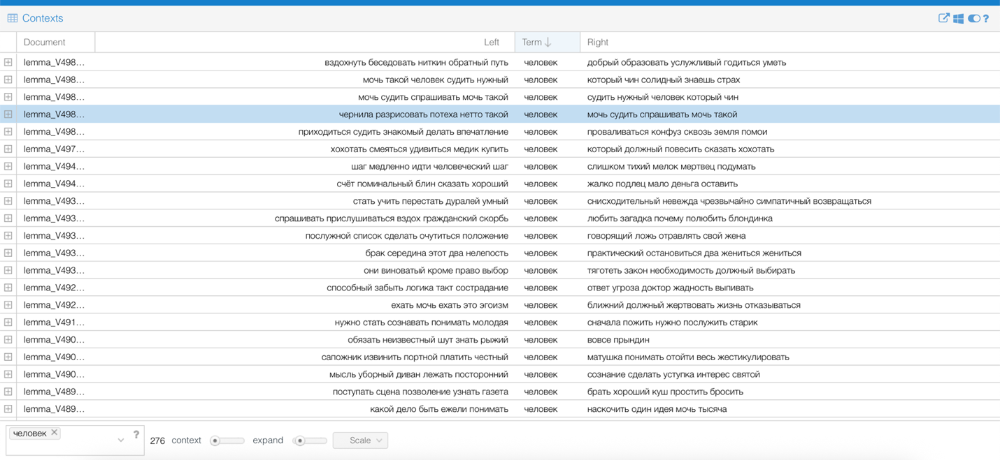 Contexts
?
Document Left Term ↓ Right
lemma_V498… вздохнуть беседовать ниткин обратный путь человек добрый образовать услужливый годиться уметь
lemma_V498… мочь такой человек судить нужный человек который чин солидный знаешь страх
lemma_V498… мочь судить спрашивать мочь такой человек судить нужный человек который чин
lemma_V498… чернила разрисовать потеха нетто такой человек мочь судить спрашивать мочь такой
lemma_V498… приходиться судить знакомый делать впечатление человек проваливаться конфуз сквозь земля помои
lemma_V497… хохотать смеяться удивиться медик купить человек который должный повесить сказать хохотать
lemma_V494… шаг медленно идти человеческий шаг человек слишком тихий мелок мертвец подумать
lemma_V494… счёт поминальный блин сказать хороший человек жалко подлец мало деньга оставить
lemma_V493… стать учить перестать дуралей умный человек снисходительный невежда чрезвычайно симпатичный возвращаться
lemma_V493… спрашивать прислушиваться вздох гражданский скорбь человек любить загадка почему полюбить блондинка
lemma_V493… послужной список сделать очутиться положение человек говорящий ложь отравлять свой жена
lemma_V493… брак середина этот два нелепость человек практический остановиться два жениться жениться
lemma_V493… они виноватый кроме право выбор человек тяготеть закон необходимость должный выбирать
lemma_V492… способный забыть логика такт сострадание человек ответ угроза доктор жадность выпивать
lemma_V492… ехать мочь ехать это эгоизм человек ближний должный жертвовать жизнь отказываться
lemma_V491… нужно стать сознавать понимать молодая человек сначала пожить нужно послужить старик
lemma_V490… обязать неизвестный шут знать рыжий человек вовсе прындин
lemma_V490… сапожник извинить портной платить честный человек матушка понимать отойти весь жестикулировать
lemma_V490… мысль уборный диван лежать посторонний человек сознание сделать уступка интерес святой
lemma_V489… поступать сцена позволение узнать газета человек брать хороший куш простить бросить
lemma_V489… какой дело быть ежели понимать человек наскочить один идея мочь тысяча
человек ? 276 context expand Scale